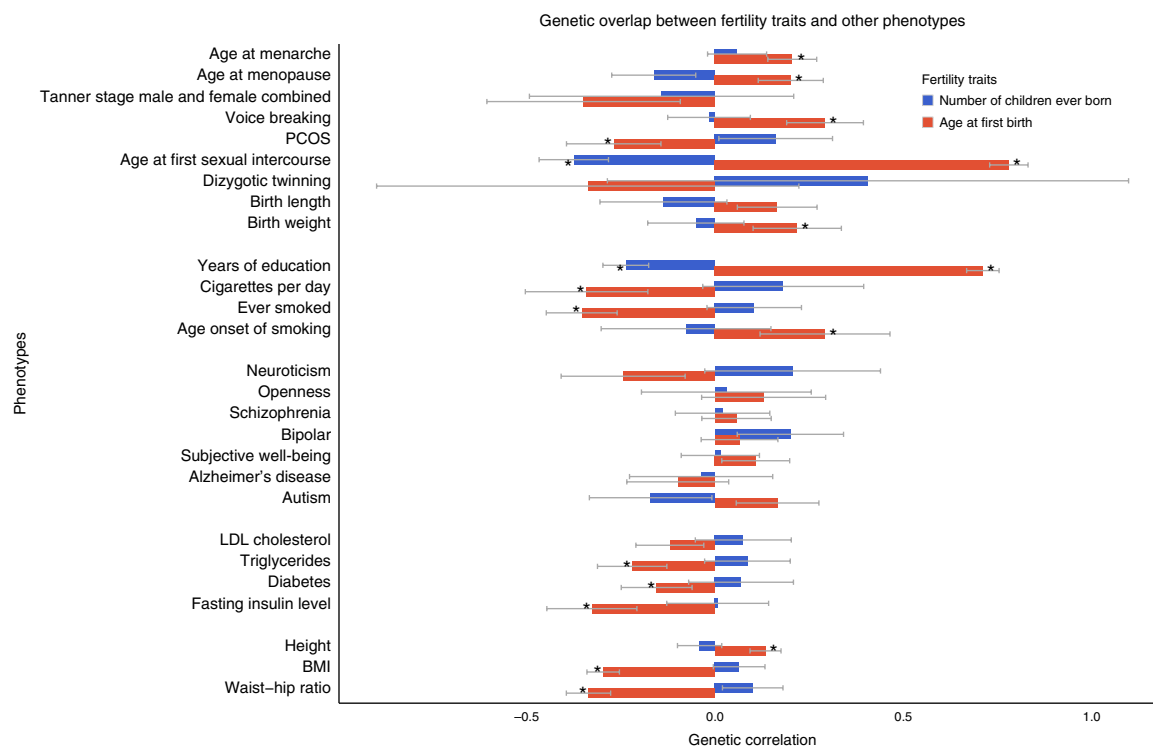 Genetic overlap between fertility traits and other phenotypes
Age at menarche
Age at menopause
Tanner stage male and female combined
Voice breaking
PCOS
Age at first sexual intercourse
Dizygotic twinning
Birth length
Birth weight
Years of education
Cigarettes per day
Ever smoked
Age onset of smoking
Neuroticism
Openness
Schizophrenia
Bipolar
Subjective well-being
Alzheimer's disease
Autism
LDL cholesterol
Triglycerides
Diabetes
Fasting insulin level
Height
BMI
Waist–hip ratio
Phenotypes
Fertility traits
Number of children ever born
Age at first birth
* * * * * * * * * * * * * * * * * * * * *
–0.5 0.0 0.5 1.0
Genetic correlation